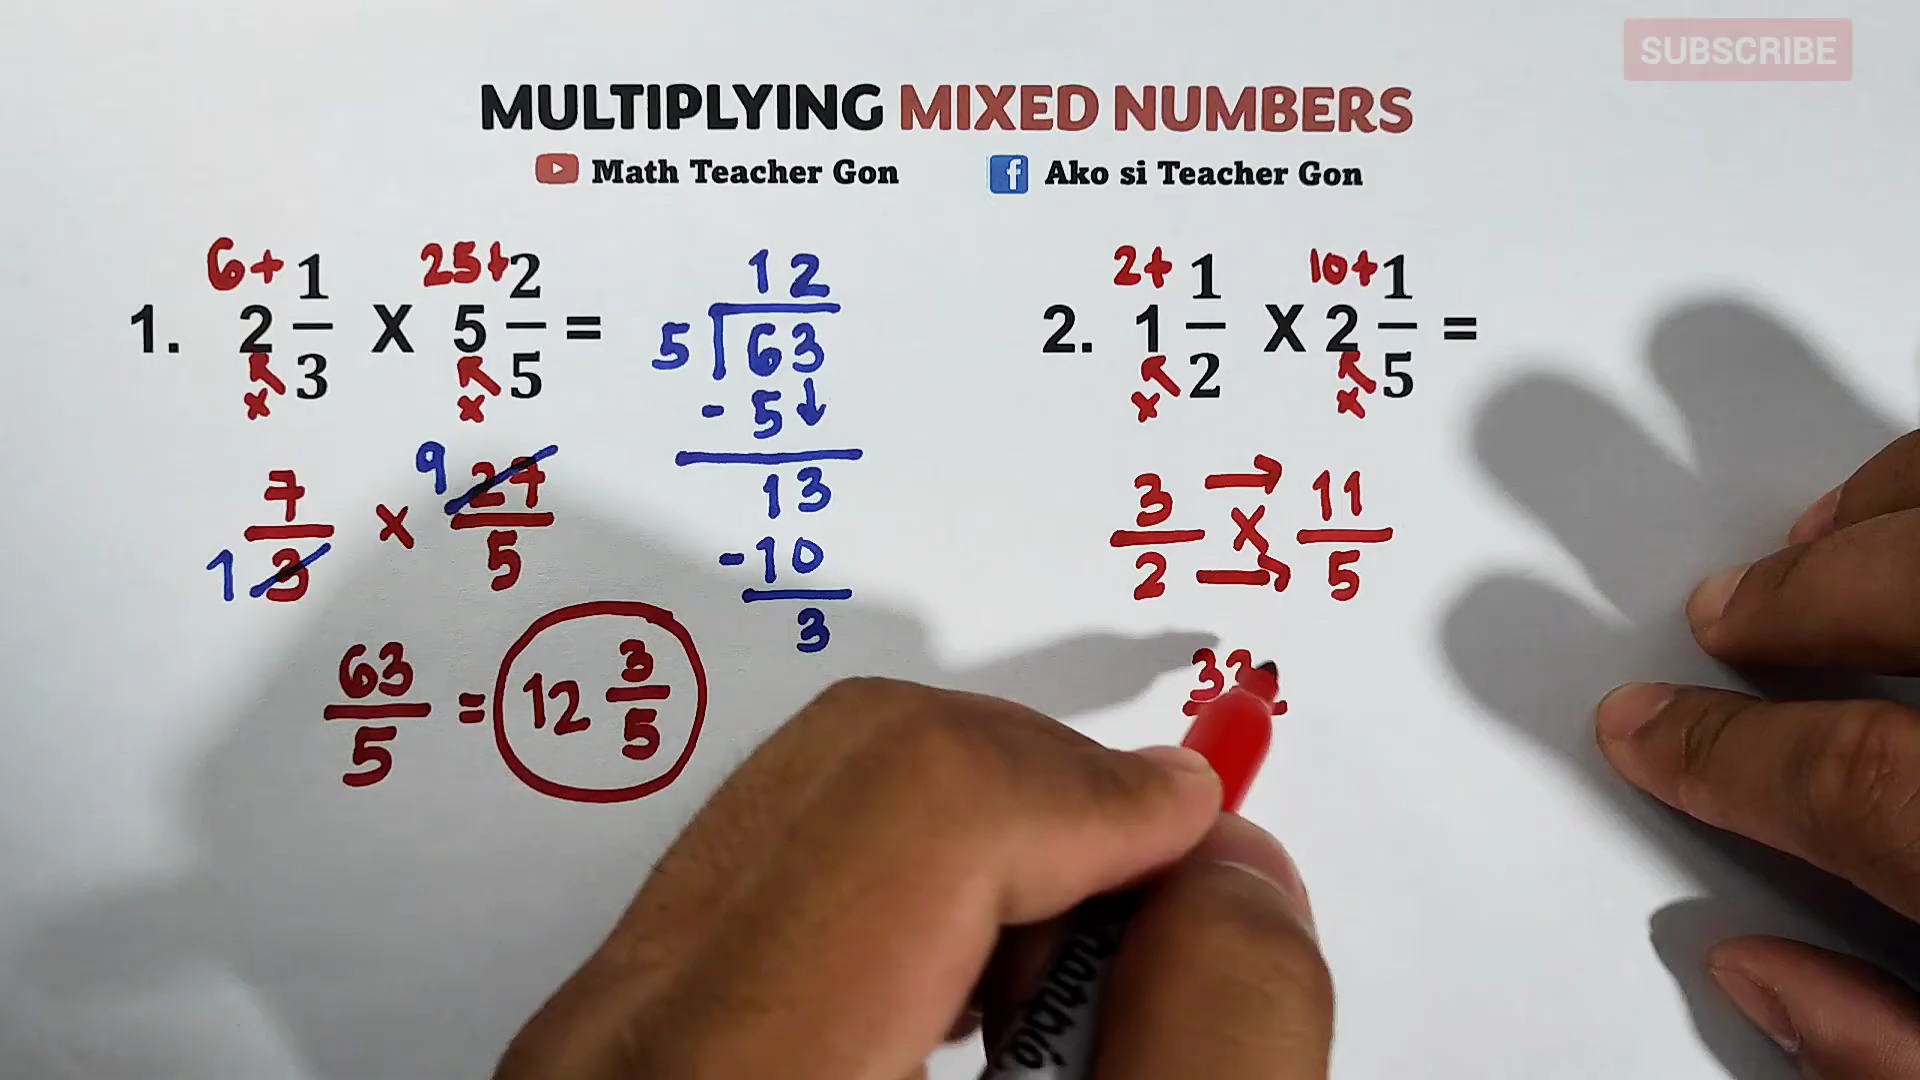 SUBSCRIBE
MULTIPLYING MIXED NUMBERS
Math Teacher Gon Ako si Teacher Gon
1. 2 1/3 X 5 2/5 =
6+ 25+
x x
7/3 x 27/5
1 9
63/5 = 12 3/5
12
5 63
- 5↓
13
-10
3
2. 1 1/2 X 2 1/5 =
2+ 10+
x x
3/2 x 11/5
33